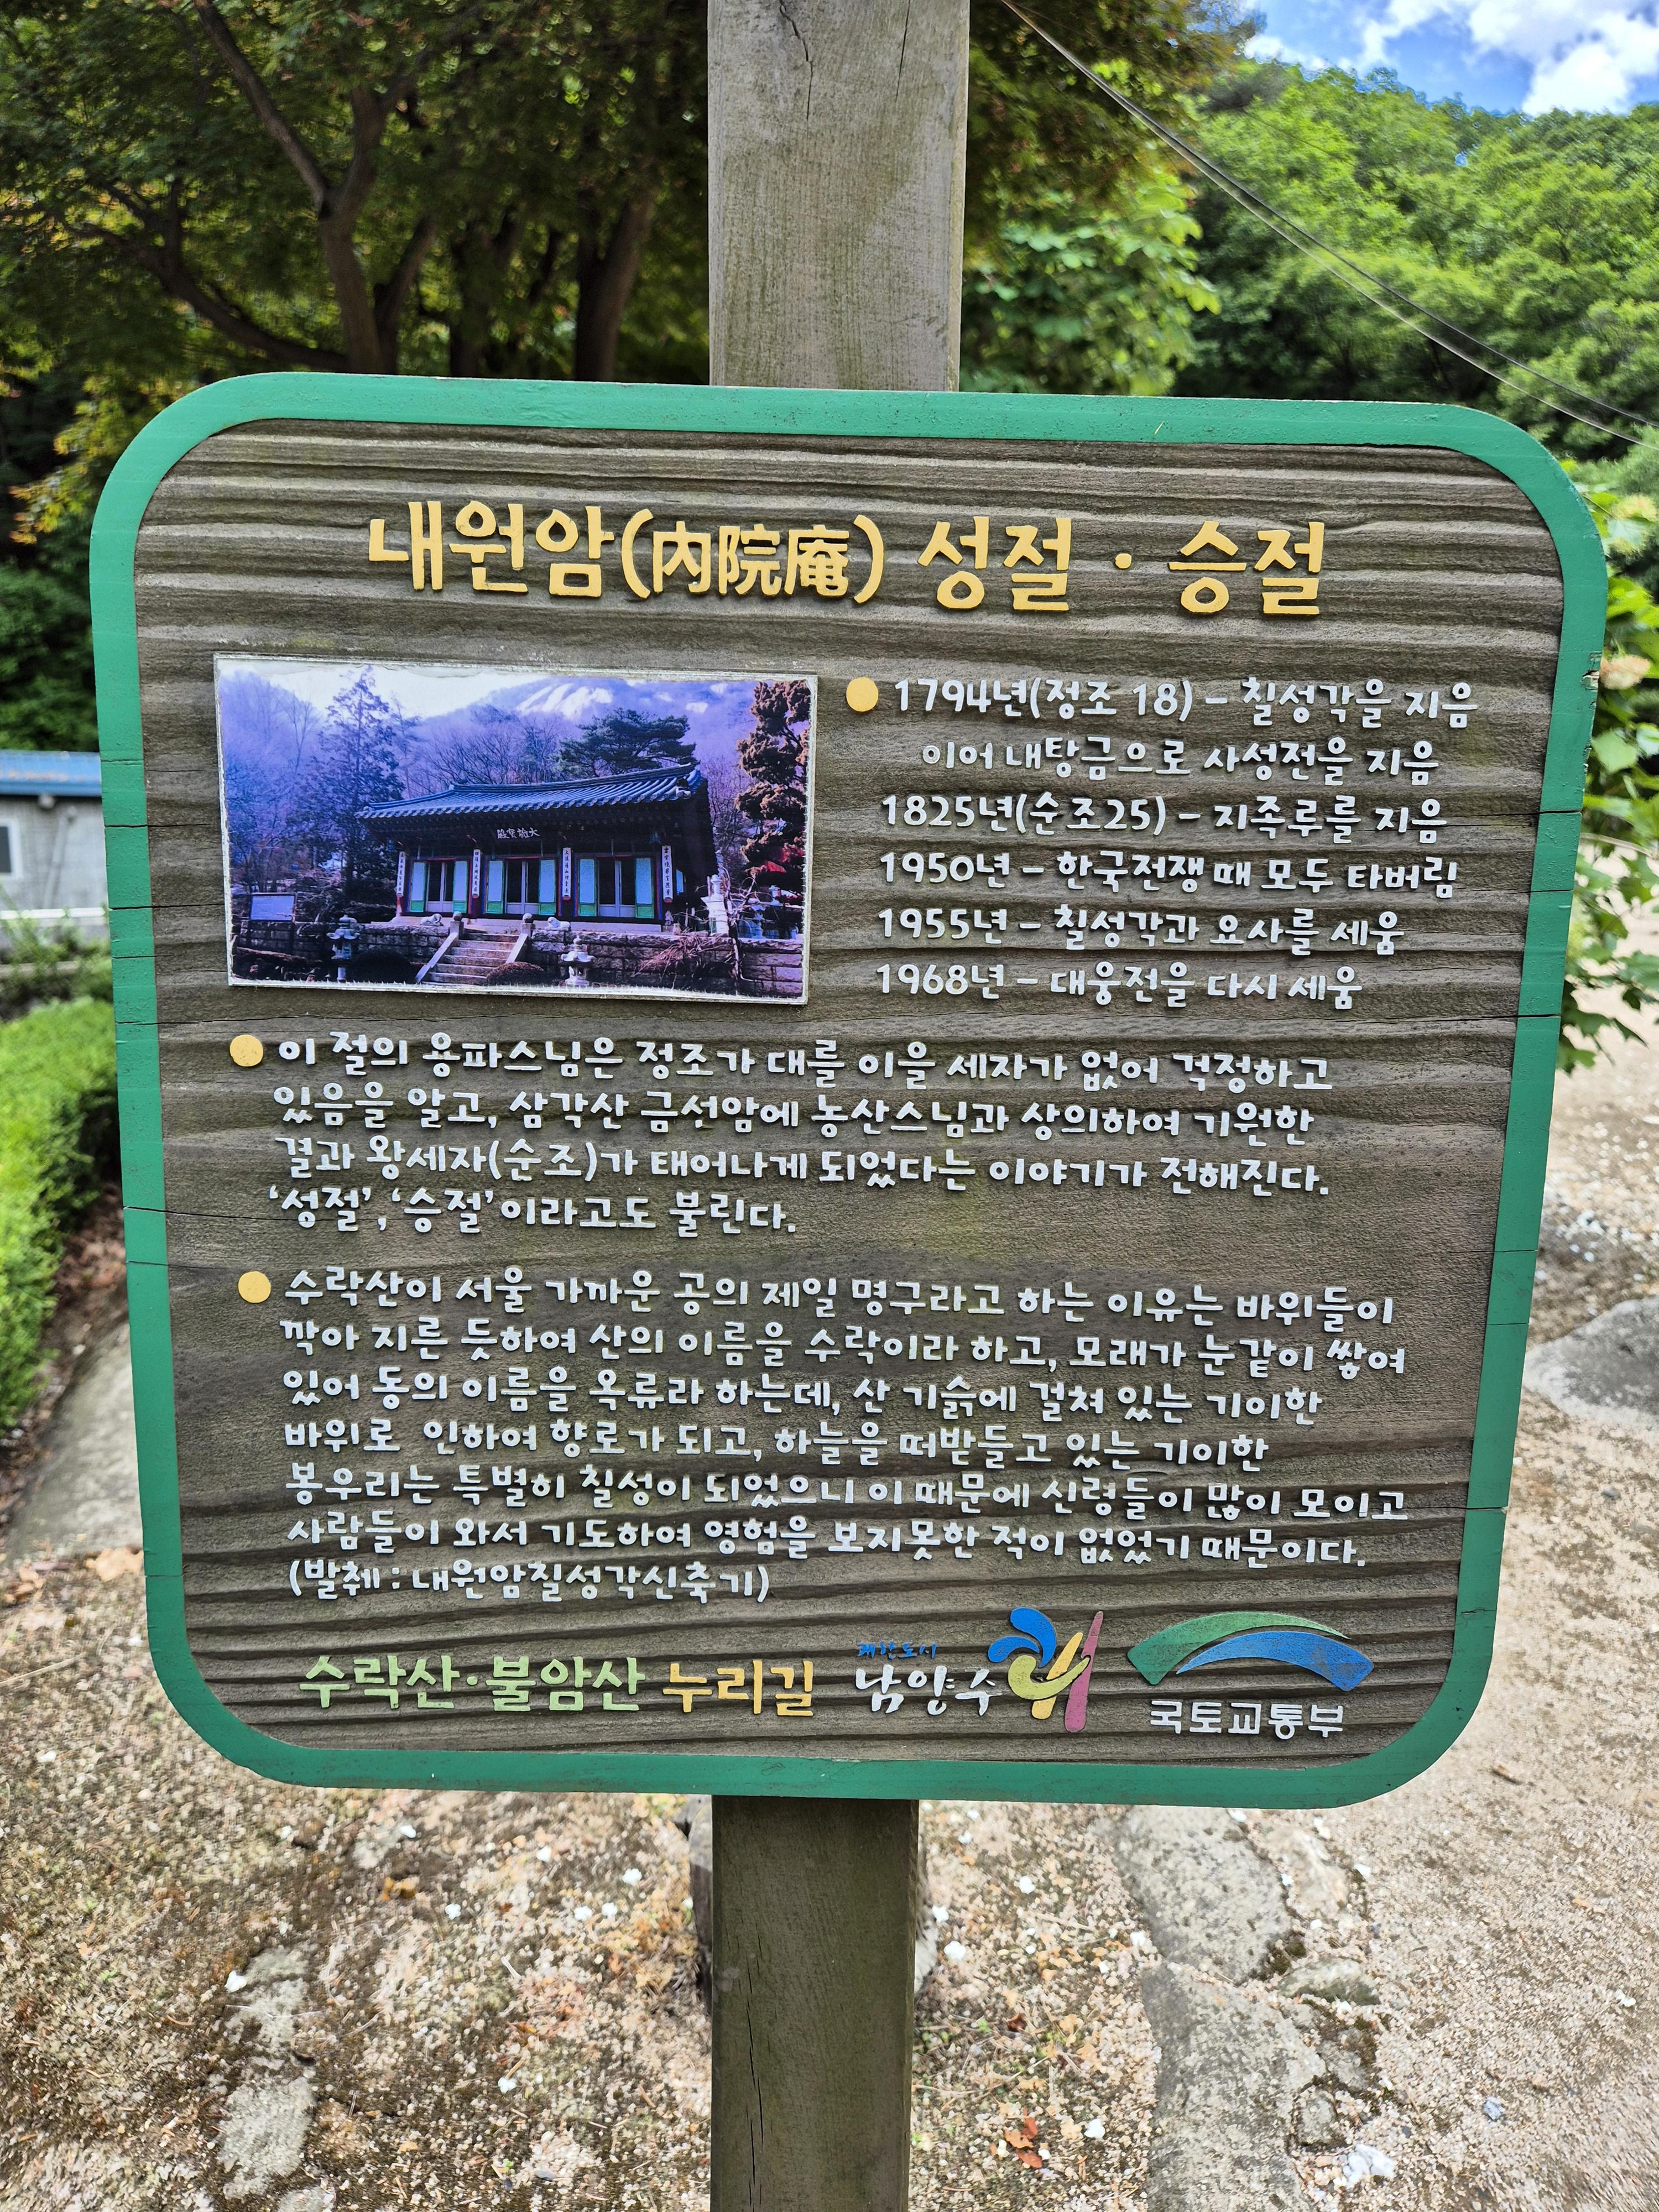 내원암(內院庵) 성절 · 승절
1794년(정조 18) - 칠성각을 지음
이어 내탕금으로 사성전을 지음
1825년(순조25) - 지족루를 지음
1950년 - 한국전쟁 때 모두 타버림
1955년 - 칠성각과 요사를 세움
1968년 - 대웅전을 다시 세움
이 절의 용파스님은 정조가 대를 이을 세자가 없어 걱정하고
있음을 알고, 삼각산 금선암에 농산스님과 상의하여 기원한
결과 왕세자(순조)가 태어나게 되었다는 이야기가 전해진다.
'성절', '승절'이라고도 불린다.
수락산이 서울 가까운 공의 제일 명구라고 하는 이유는 바위들이
깍아 지른 듯하여 산의 이름을 수락이라 하고, 모래가 눈같이 쌓여
있어 동의 이름을 옥류라 하는데, 산 기슭에 걸쳐 있는 기이한
바위로 인하여 향로가 되고, 하늘을 떠받들고 있는 기이한
봉우리는 특별히 칠성이 되었으니 이 때문에 신령들이 많이 모이고
사람들이 와서 기도하여 영험을 보지못한 적이 없었기 때문이다.
(발췌 : 내원암칠성각신축기)
수락산·불암산 누리길
남양주
국토교통부